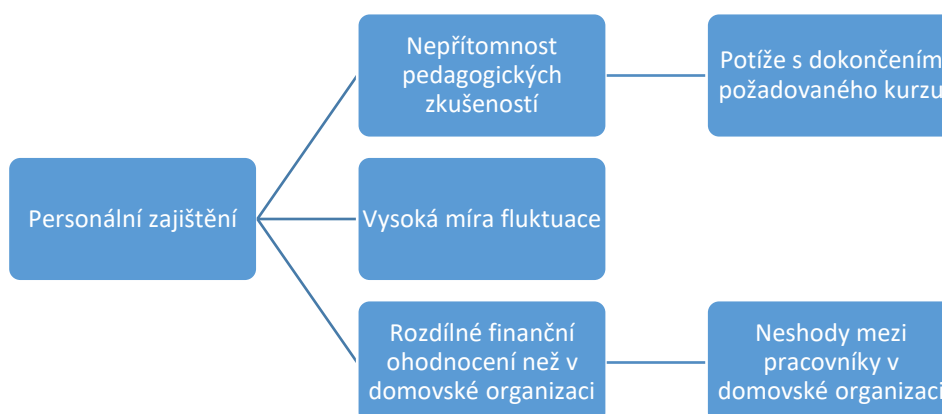 Nepřítomnost
pedagogických
zkušeností
Potíže s dokončením
požadovaného kurzu
Personální zajištění
Vysoká míra fluktuace
Rozdílné finanční
ohodnocení než v
domovské organizaci
Neshody mezi
pracovníky v
domovské organizaci